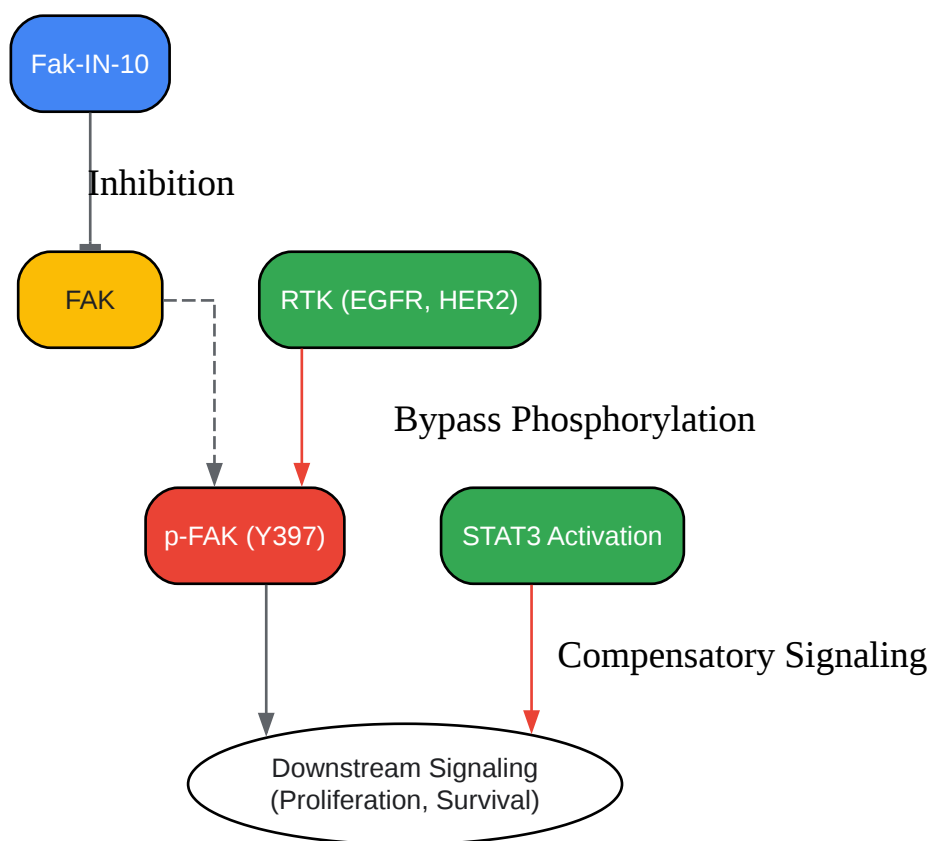 Fak-IN-10
Inhibition
FAK
RTK (EGFR, HER2)
Bypass Phosphorylation
p-FAK (Y397)
STAT3 Activation
Compensatory Signaling
Downstream Signaling
(Proliferation, Survival)